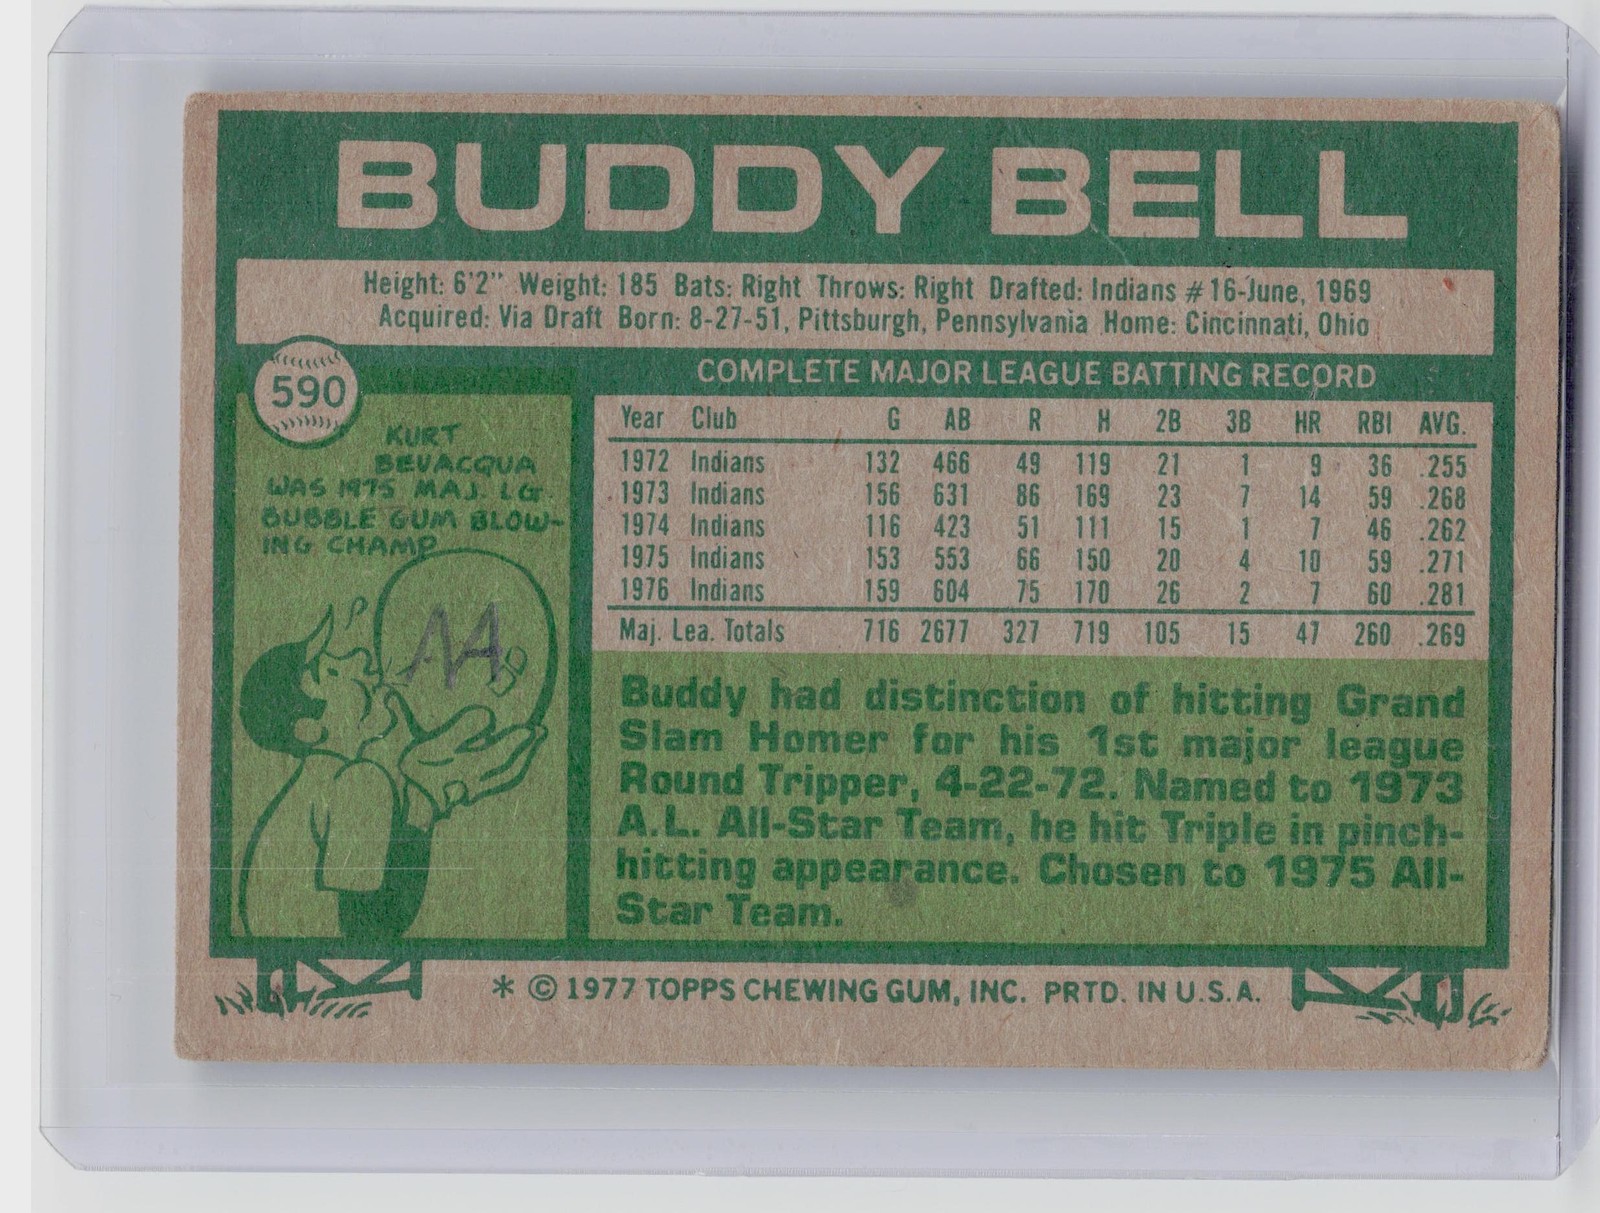 BUDDY BELL
Height: 6'2" Weight: 185 Bats: Right Throws: Right Drafted: Indians #16-June, 1969
Acquired: Via Draft Born: 8-27-51, Pittsburgh, Pennsylvania Home: Cincinnati, Ohio
590
KURT
BEVACQUA
WAS 1975 MAJ. LG.
BUBBLE GUM BLOW-
ING CHAMP
AA
COMPLETE MAJOR LEAGUE BATTING RECORD
Year Club G AB R H 2B 3B HR RBI AVG.
1972 Indians 132 466 49 119 21 1 9 36 .255
1973 Indians 156 631 86 169 23 7 14 59 .268
1974 Indians 116 423 51 111 15 1 7 46 .262
1975 Indians 153 553 66 150 20 4 10 59 .271
1976 Indians 159 604 75 170 26 2 7 60 .281
Maj. Lea. Totals 716 2677 327 719 105 15 47 260 .269
Buddy had distinction of hitting Grand
Slam Homer for his 1st major league
Round Tripper, 4-22-72. Named to 1973
A.L. All-Star Team, he hit Triple in pinch-
hitting appearance. Chosen to 1975 All-
Star Team.
* © 1977 TOPPS CHEWING GUM, INC. PRTD. IN U.S.A.